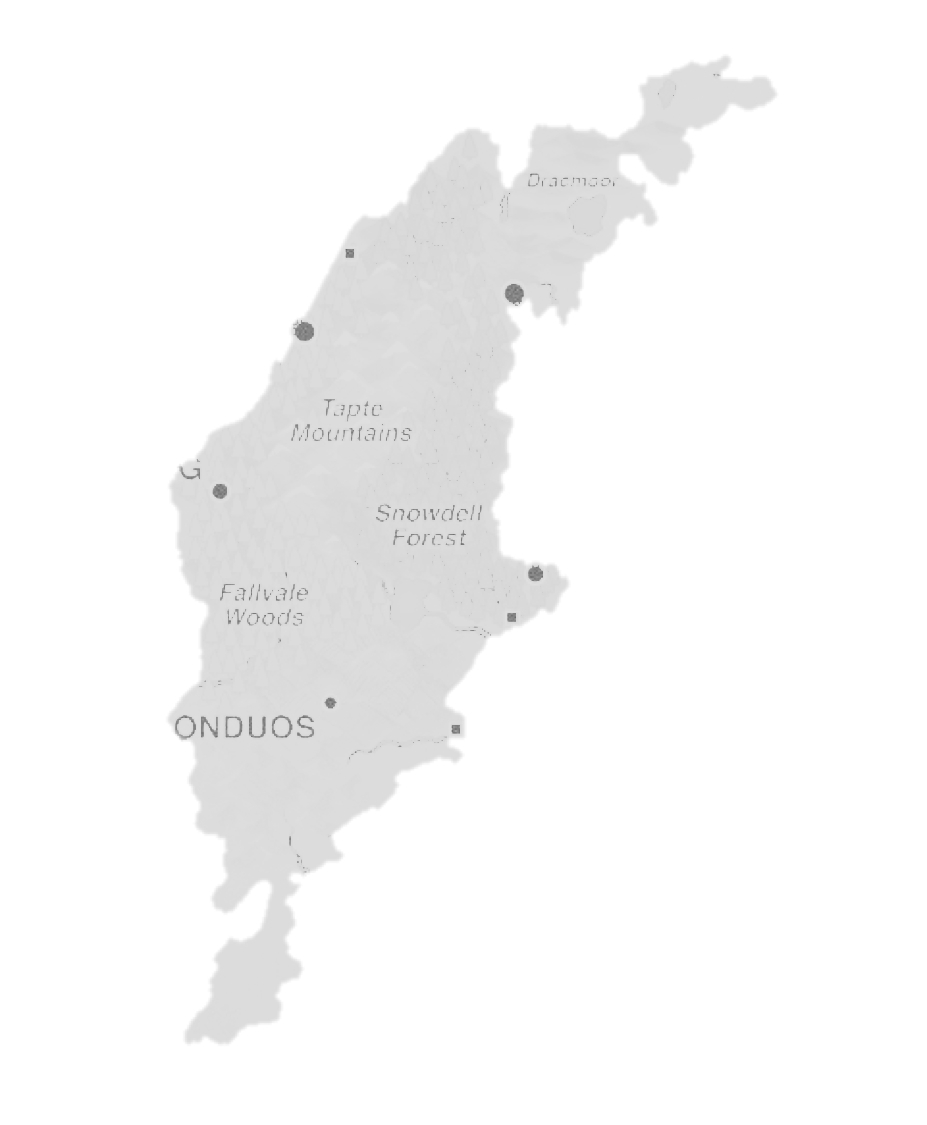 Dracmoor
Tapte
Mountains
G
Snowdell
Forest
Fallvale
Woods
ONDUOS